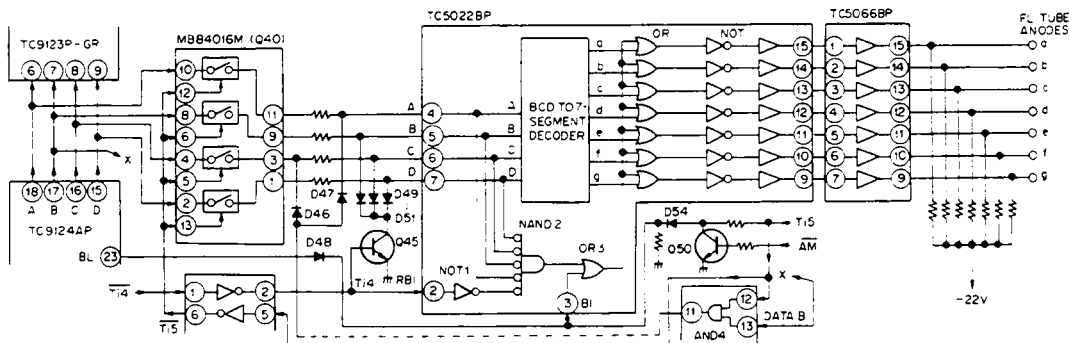 TC5022BP
TC5066BP
FL TUBE
ANODES
TC9123P-GR
MB84016M (Q40)
OR
NOT
6 7 8 9
10
12
8
6
4
5
2
13
11
9
3
1
A
B
C
D
4
5
6
7
A
B
C
D
BCD TO 7-
SEGMENT
DECODER
a
b
c
d
e
f
g
15
14
13
12
11
10
9
1
2
3
4
5
6
7
15
14
13
12
11
10
9
a
b
c
d
e
f
g
X
18 17 16 15
A B C D
TC9124AP
BL 23
D47
D46
D49
D51
D48
Q45
RBI
NAND 2
OR3
NOT1
2
3 BI
D54
Q50
Ti5
AM
X
Ti4
Ti4
Ti5
1 2
6 5
12
11
13
DATA B
AND4
-22V